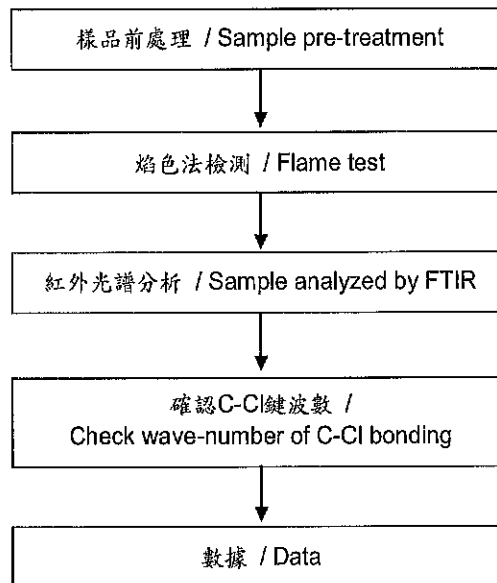 樣品前處理 / Sample pre-treatment
焰色法檢測 / Flame test
紅外光譜分析 / Sample analyzed by FTIR
確認C-Cl鍵波數 /
Check wave-number of C-Cl bonding
數據 / Data